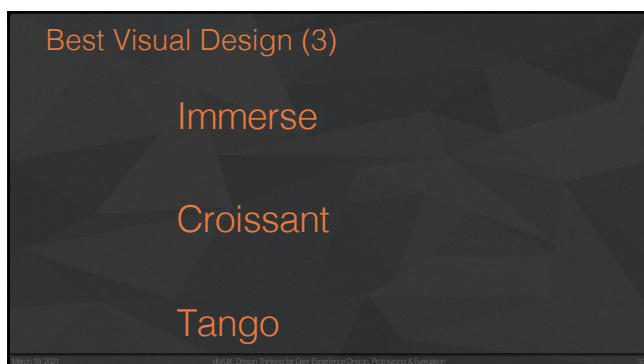 Best Visual Design (3)
Immerse
Croissant
Tango
March 19, 2021
dt+UX: Design Thinking for User Experience Design, Prototyping & Evaluation